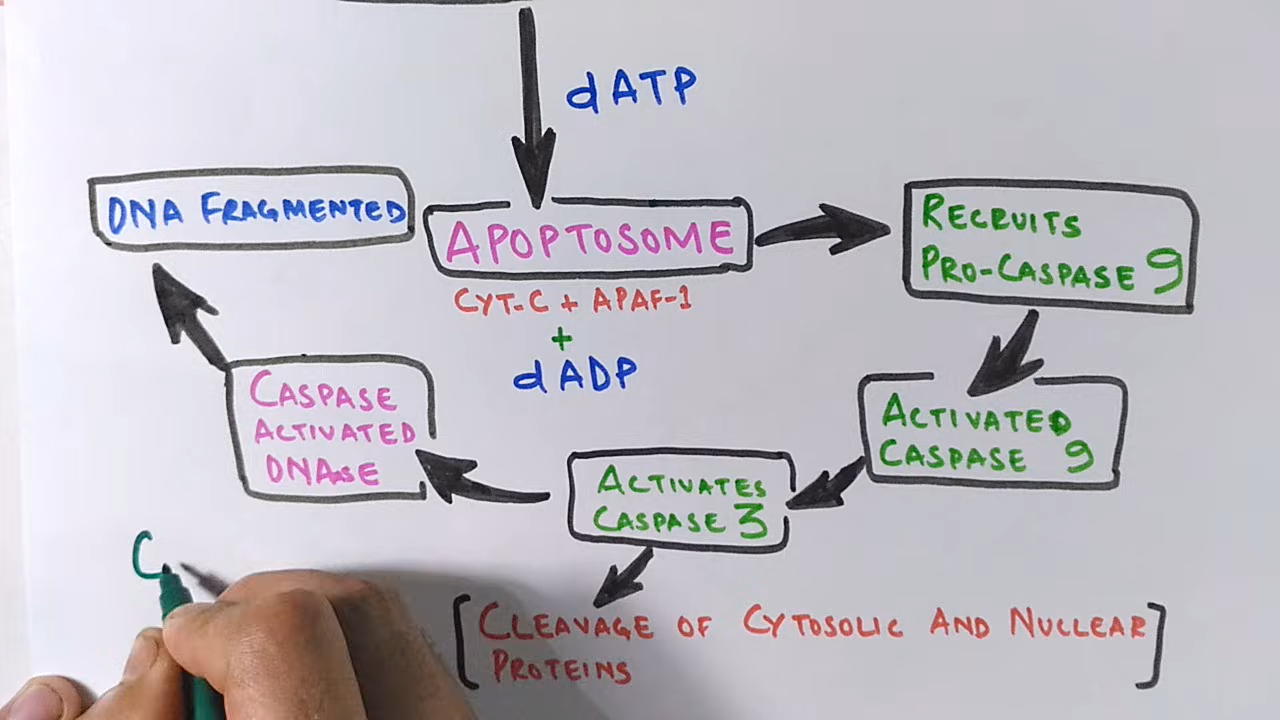 dATP
DNA FRAGMENTED
APOPTOSOME
CYT-C + APAF-1
+
dADP
RECRUITS
PRO-CASPASE 9
ACTIVATED
CASPASE 9
ACTIVATES
CASPASE 3
CASPASE
ACTIVATED
DNAse
[CLEAVAGE OF CYTOSOLIC AND NUCLEAR
PROTEINS]
C